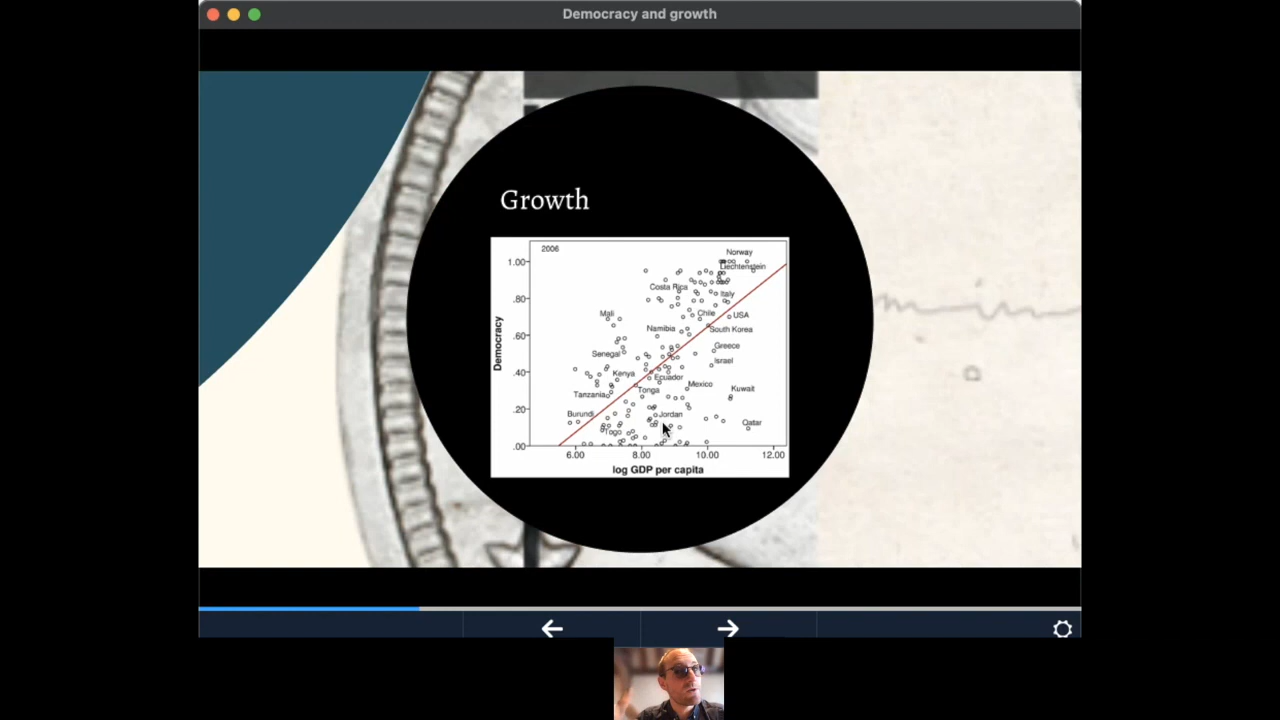 Democracy and growth
Growth
2006
Norway
1.00
Liechtenstein
Costa Rica
Italy
.80
Mali
Chile
USA
Namibia
South Korea
.60
Democracy
Senegal
Greece
Israel
.40
Kenya
Ecuador
Mexico
Tonga
Kuwait
Tanzania
.20
Burundi
Jordan
Qatar
Togo
.00
6.00 8.00 10.00 12.00
log GDP per capita